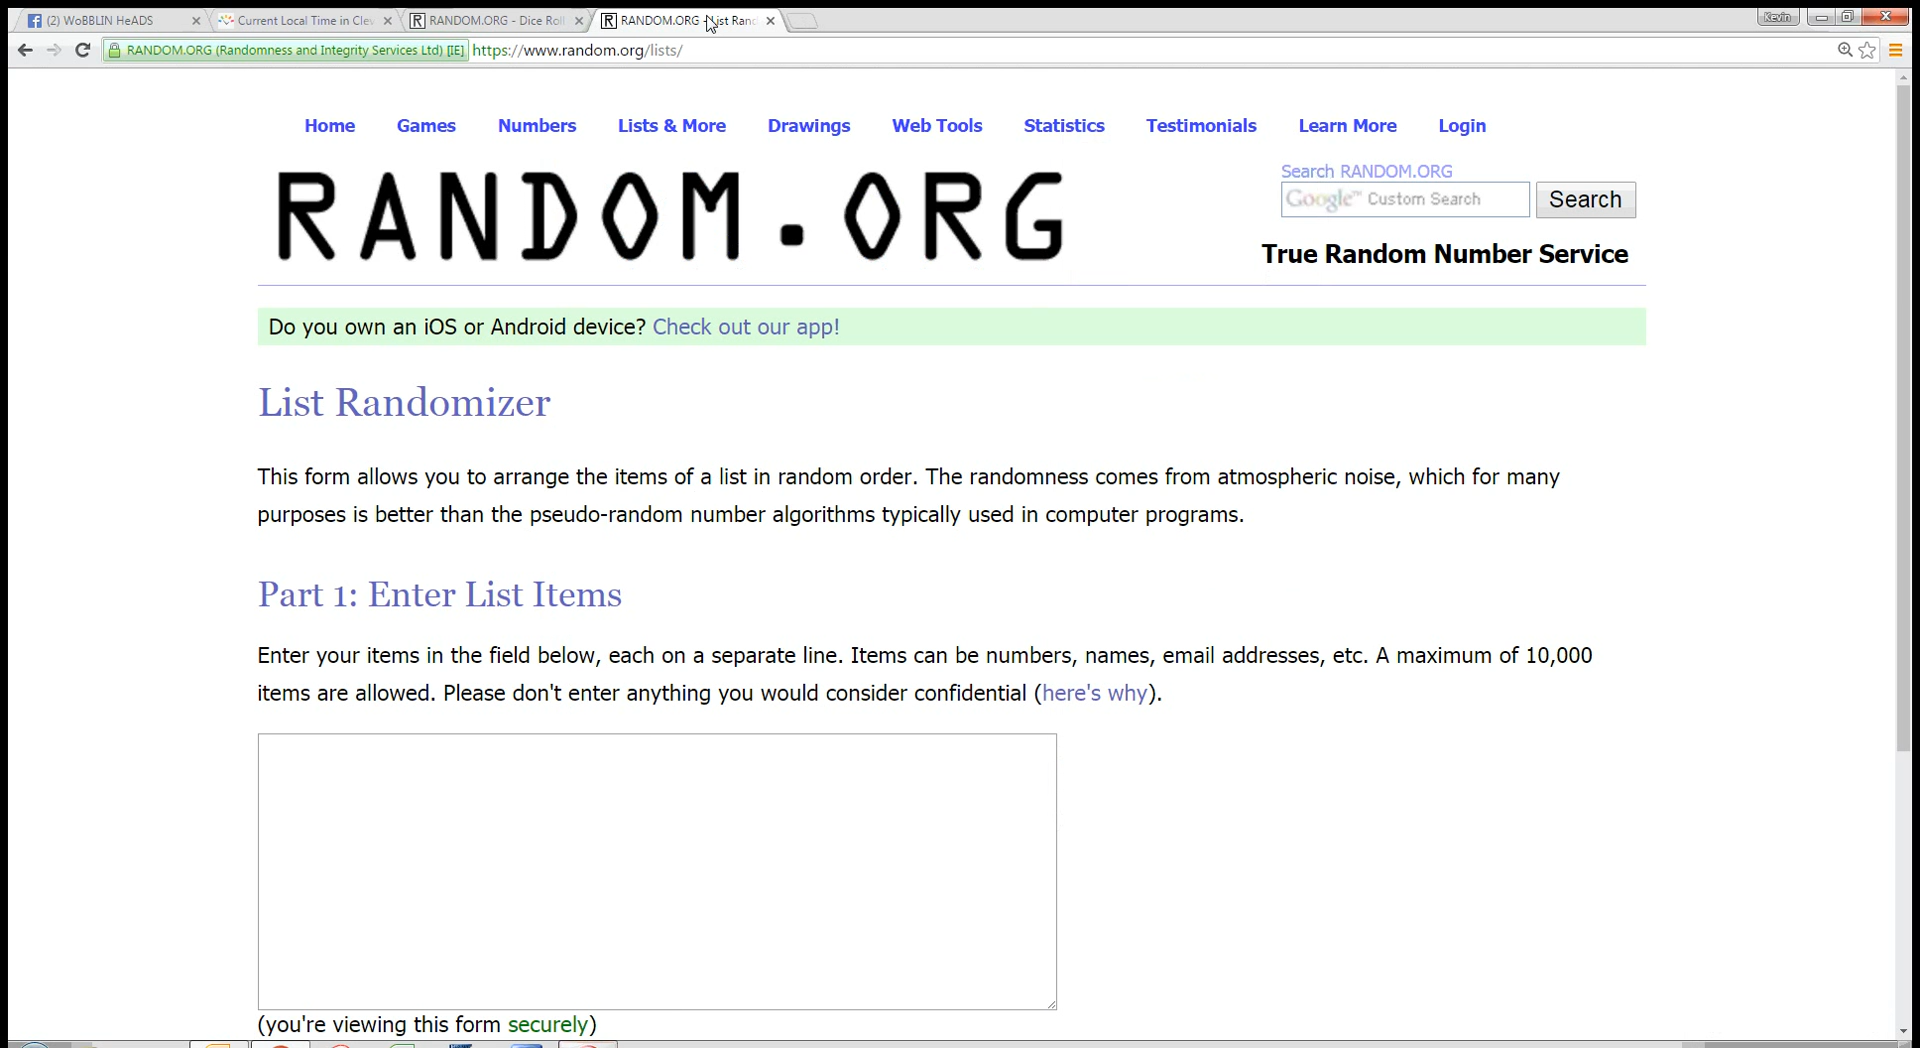 (2) WoBBLIN HeADS
Current Local Time in Clev
RANDOM.ORG - Dice Roll
RANDOM.ORG - List Rand
Kevin
RANDOM.ORG (Randomness and Integrity Services Ltd) [IE] https://www.random.org/lists/
Home Games Numbers Lists & More Drawings Web Tools Statistics Testimonials Learn More Login
RANDOM.ORG
Search RANDOM.ORG
Google™ Custom Search Search
True Random Number Service
Do you own an iOS or Android device? Check out our app!
List Randomizer
This form allows you to arrange the items of a list in random order. The randomness comes from atmospheric noise, which for many
purposes is better than the pseudo-random number algorithms typically used in computer programs.
Part 1: Enter List Items
Enter your items in the field below, each on a separate line. Items can be numbers, names, email addresses, etc. A maximum of 10,000
items are allowed. Please don't enter anything you would consider confidential (here's why).
(you're viewing this form securely)